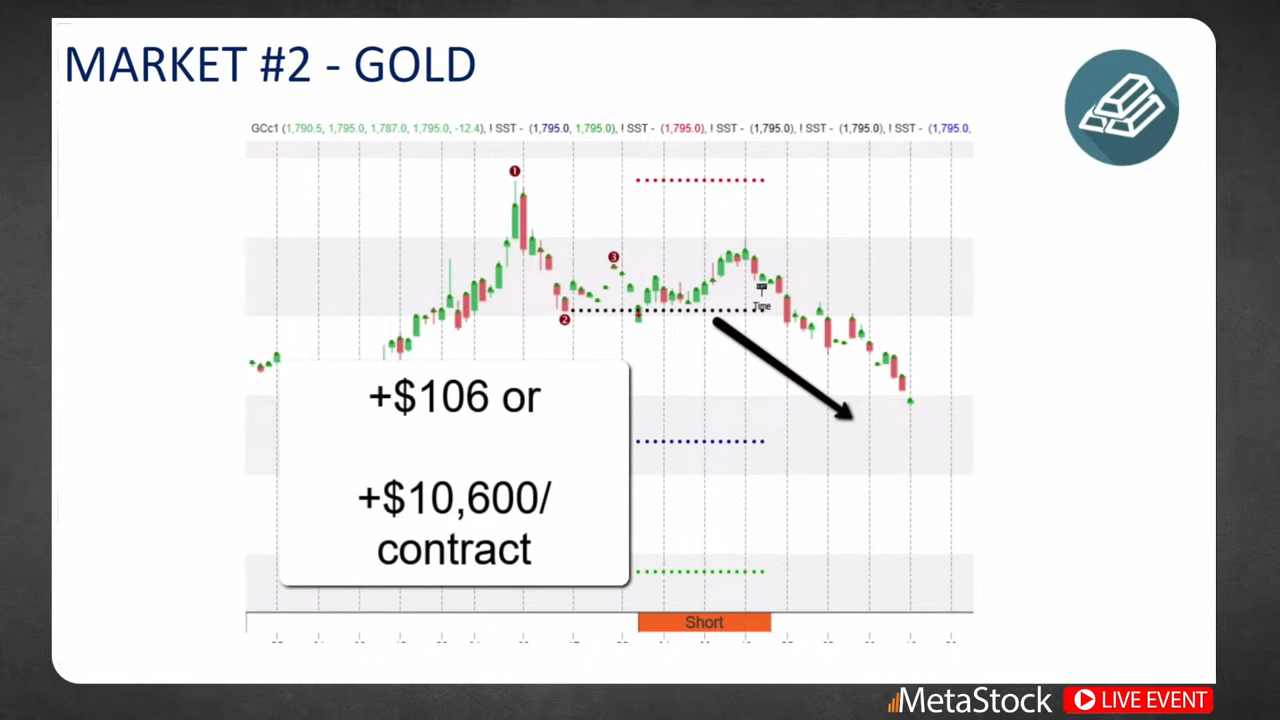 MARKET #2 - GOLD
GCc1 (1,790.5, 1,795.0, 1,787.0, 1,795.0, -12.4), ! SST - (1,795.0, 1,795.0), ! SST - (1,795.0), ! SST - (1,795.0), ! SST - (1,795.0), ! SST - (1,795.0,
1
3
EXIT
Time
2
+$106 or
+$10,600/
contract
Short
MetaStock
LIVE EVENT